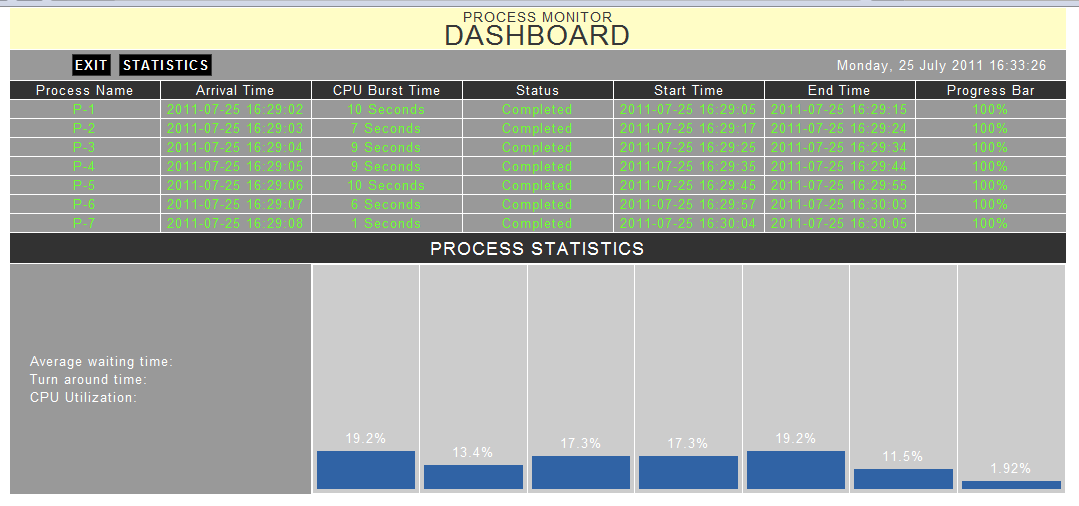 PROCESS MONITOR
DASHBOARD
EXIT STATISTICS Monday, 25 July 2011 16:33:26
Process Name Arrival Time CPU Burst Time Status Start Time End Time Progress Bar
P-1 2011-07-25 16:29:02 10 Seconds Completed 2011-07-25 16:29:05 2011-07-25 16:29:15 100%
P-2 2011-07-25 16:29:03 7 Seconds Completed 2011-07-25 16:29:17 2011-07-25 16:29:24 100%
P-3 2011-07-25 16:29:04 9 Seconds Completed 2011-07-25 16:29:25 2011-07-25 16:29:34 100%
P-4 2011-07-25 16:29:05 9 Seconds Completed 2011-07-25 16:29:35 2011-07-25 16:29:44 100%
P-5 2011-07-25 16:29:06 10 Seconds Completed 2011-07-25 16:29:45 2011-07-25 16:29:55 100%
P-6 2011-07-25 16:29:07 6 Seconds Completed 2011-07-25 16:29:57 2011-07-25 16:30:03 100%
P-7 2011-07-25 16:29:08 1 Seconds Completed 2011-07-25 16:30:04 2011-07-25 16:30:05 100%
PROCESS STATISTICS
Average waiting time:
Turn around time:
CPU Utilization:
19.2% 13.4% 17.3% 17.3% 19.2% 11.5% 1.92%